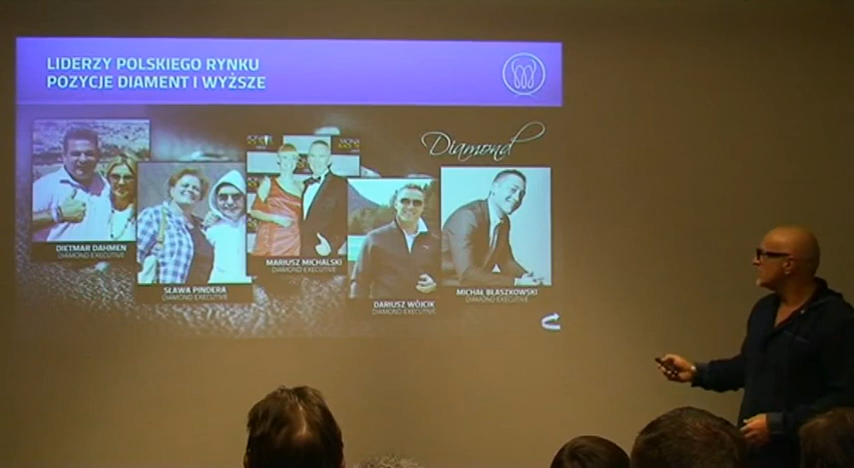 LIDERZY POLSKIEGO RYNKU
POZYCJE DIAMENT I WYŻSZE
Diamond
DIETMAR DAHMEN
DIAMOND EXECUTIVE
SŁAWA PINDERA
DIAMOND EXECUTIVE
MARIUSZ MICHALSKI
DIAMOND EXECUTIVE
DARIUSZ WÓJCIK
DIAMOND EXECUTIVE
MICHAŁ BŁASZKOWSKI
DIAMOND EXECUTIVE